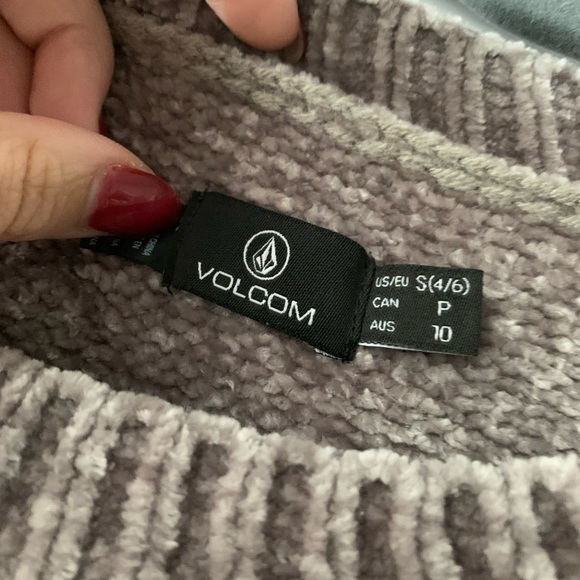 VOLCOM
US/EU S(4/6)
CAN P
AUS 10